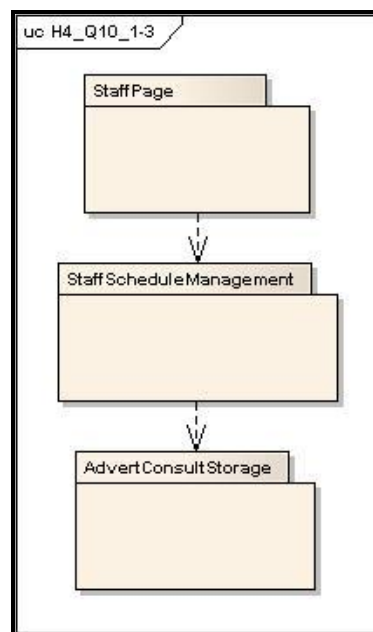 uc H4_Q10_1-3
StaffPage
StaffScheduleManagement
AdvertConsultStorage